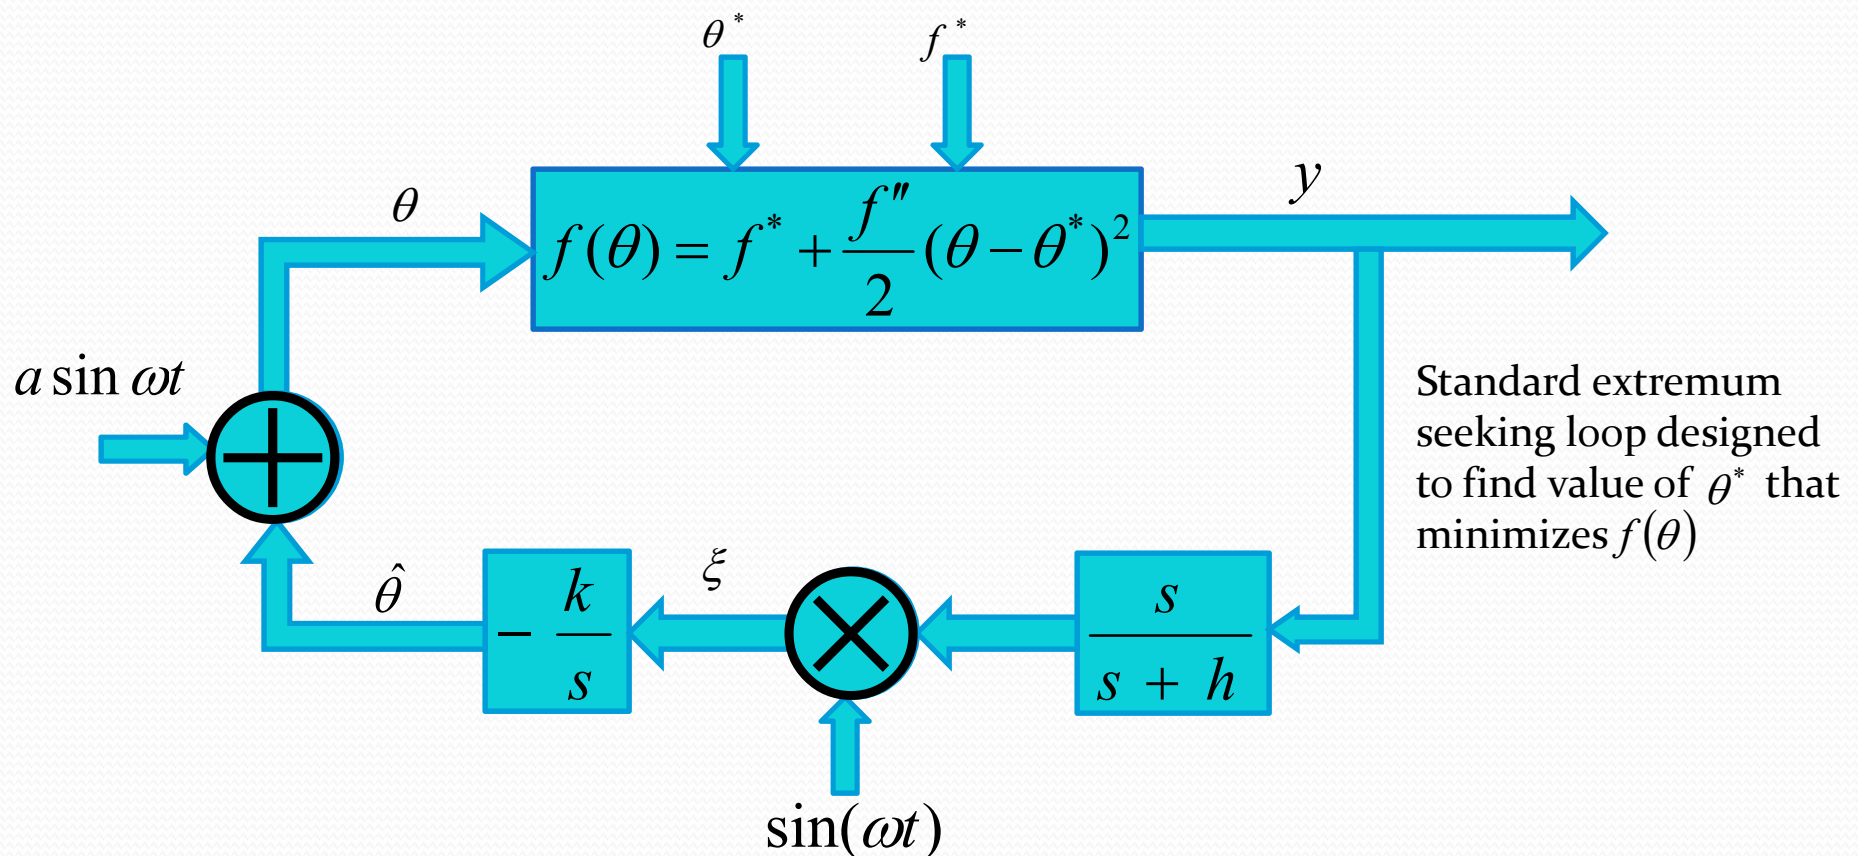 θ*
f*
θ
f(θ) = f* + f″/2 (θ − θ*)²
y
a sin ωt
Standard extremum
seeking loop designed
to find value of θ* that
minimizes f(θ)
θ̂
− k/s
ξ
s/(s + h)
sin(ωt)